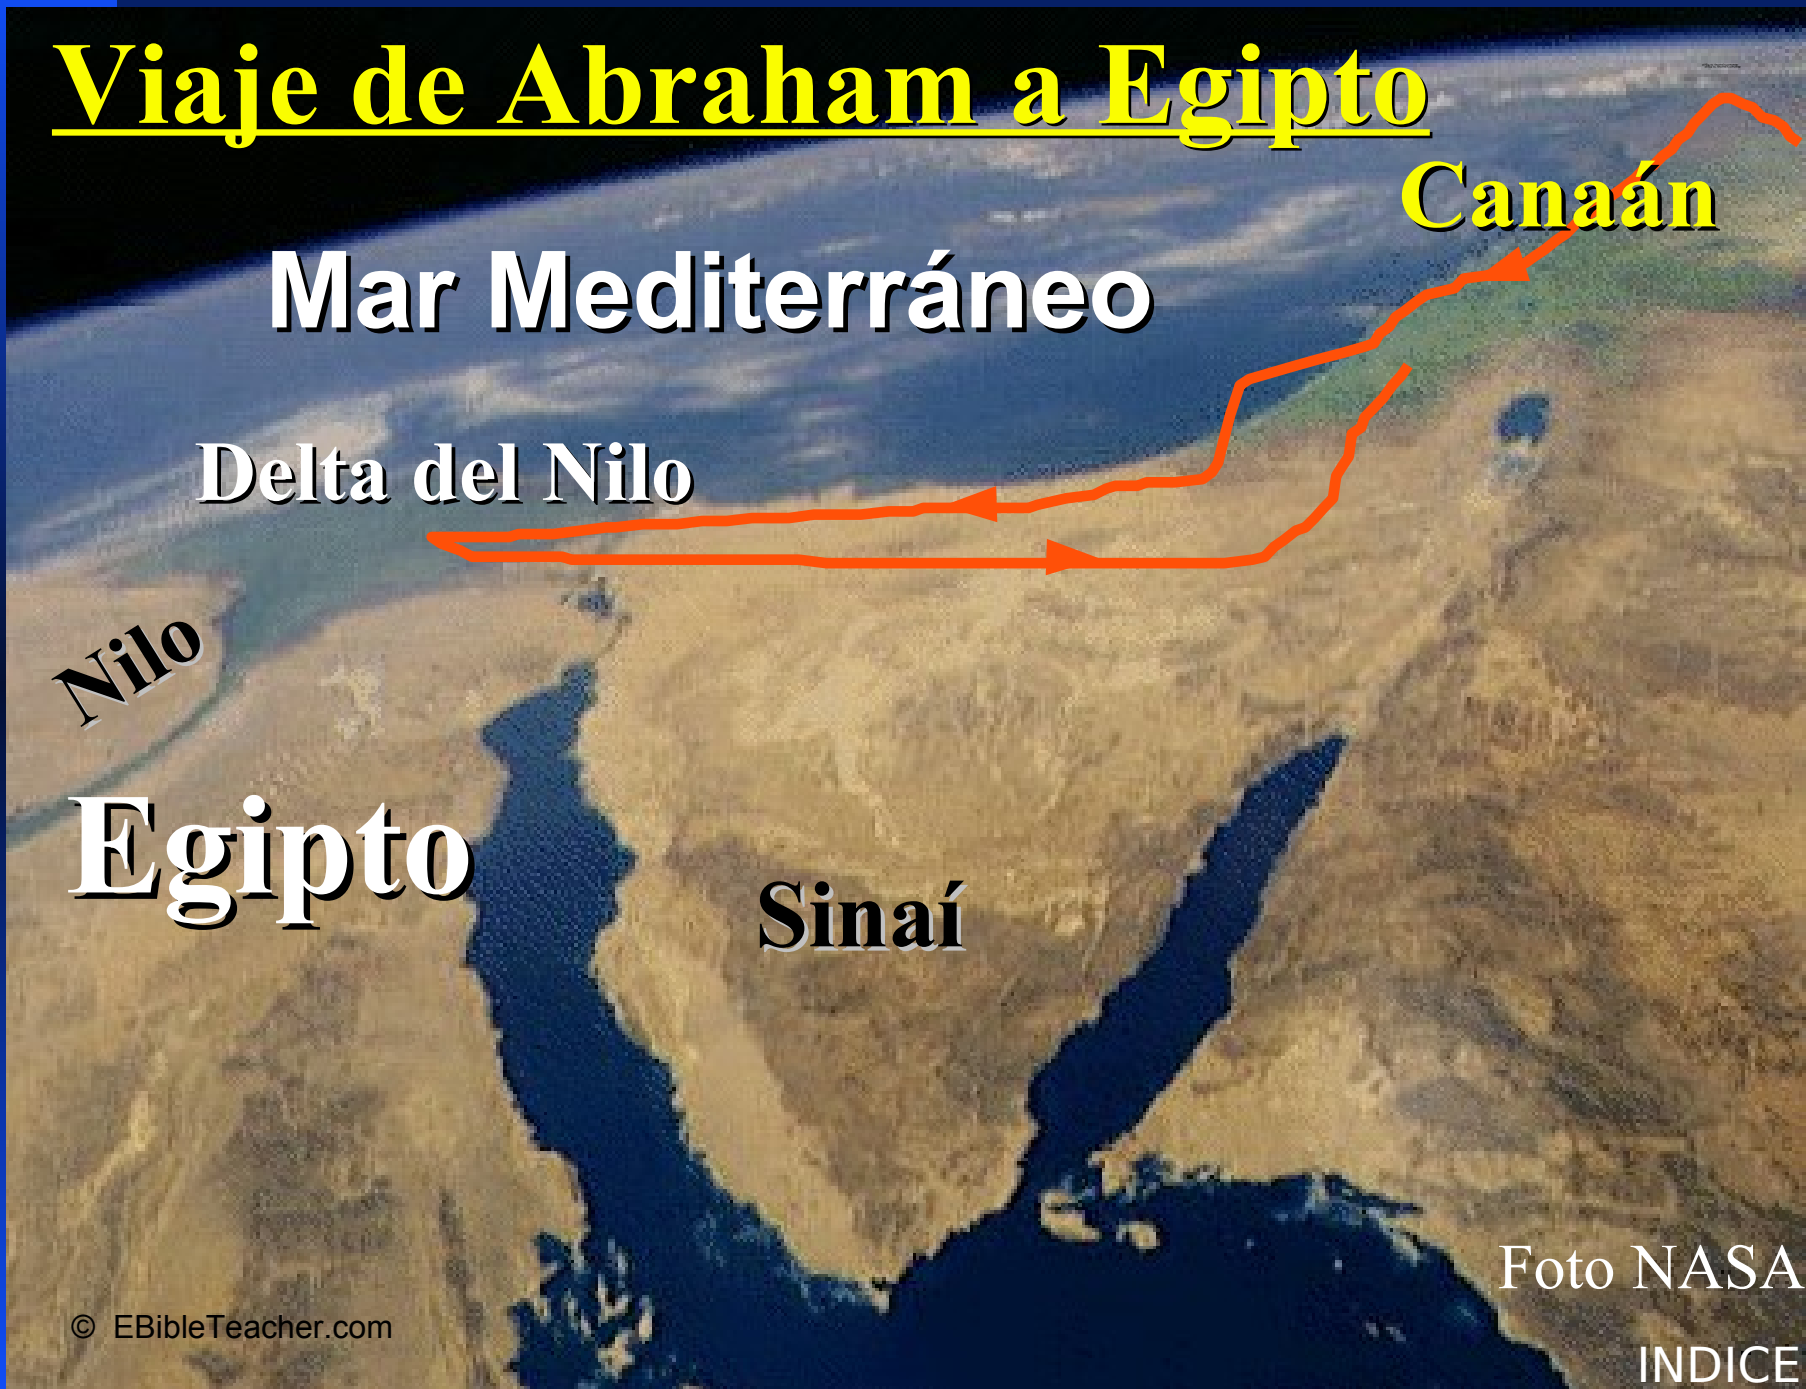 Viaje de Abraham a Egipto
Canaán
Mar Mediterráneo
Delta del Nilo
Nilo
Egipto
Sinaí
Foto NASA
© EBibleTeacher.com
INDICE